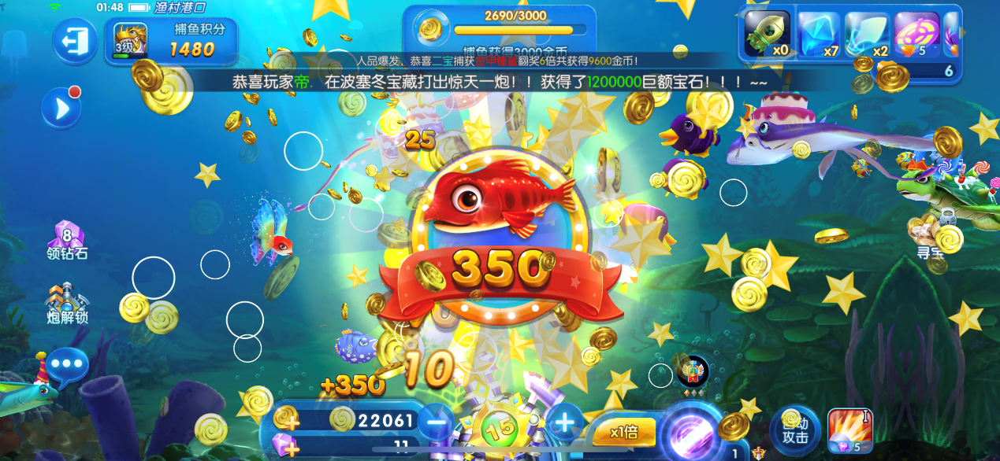 01:48 渔村港口
捕鱼积分
3级
1480
2690/3000
捕鱼获得3000金币
x0
x7
x2
5
6
人品爆发，恭喜二宝捕获 翻奖6倍共获得9600金币！
恭喜玩家帝. 在波塞冬宝藏打出惊天一炮！！获得了1200000巨额宝石！！！~~
25
8
领钻石
350
寻宝
炮解锁
10
+350
22061
11
15
x1倍
1
自动
攻击
I
5